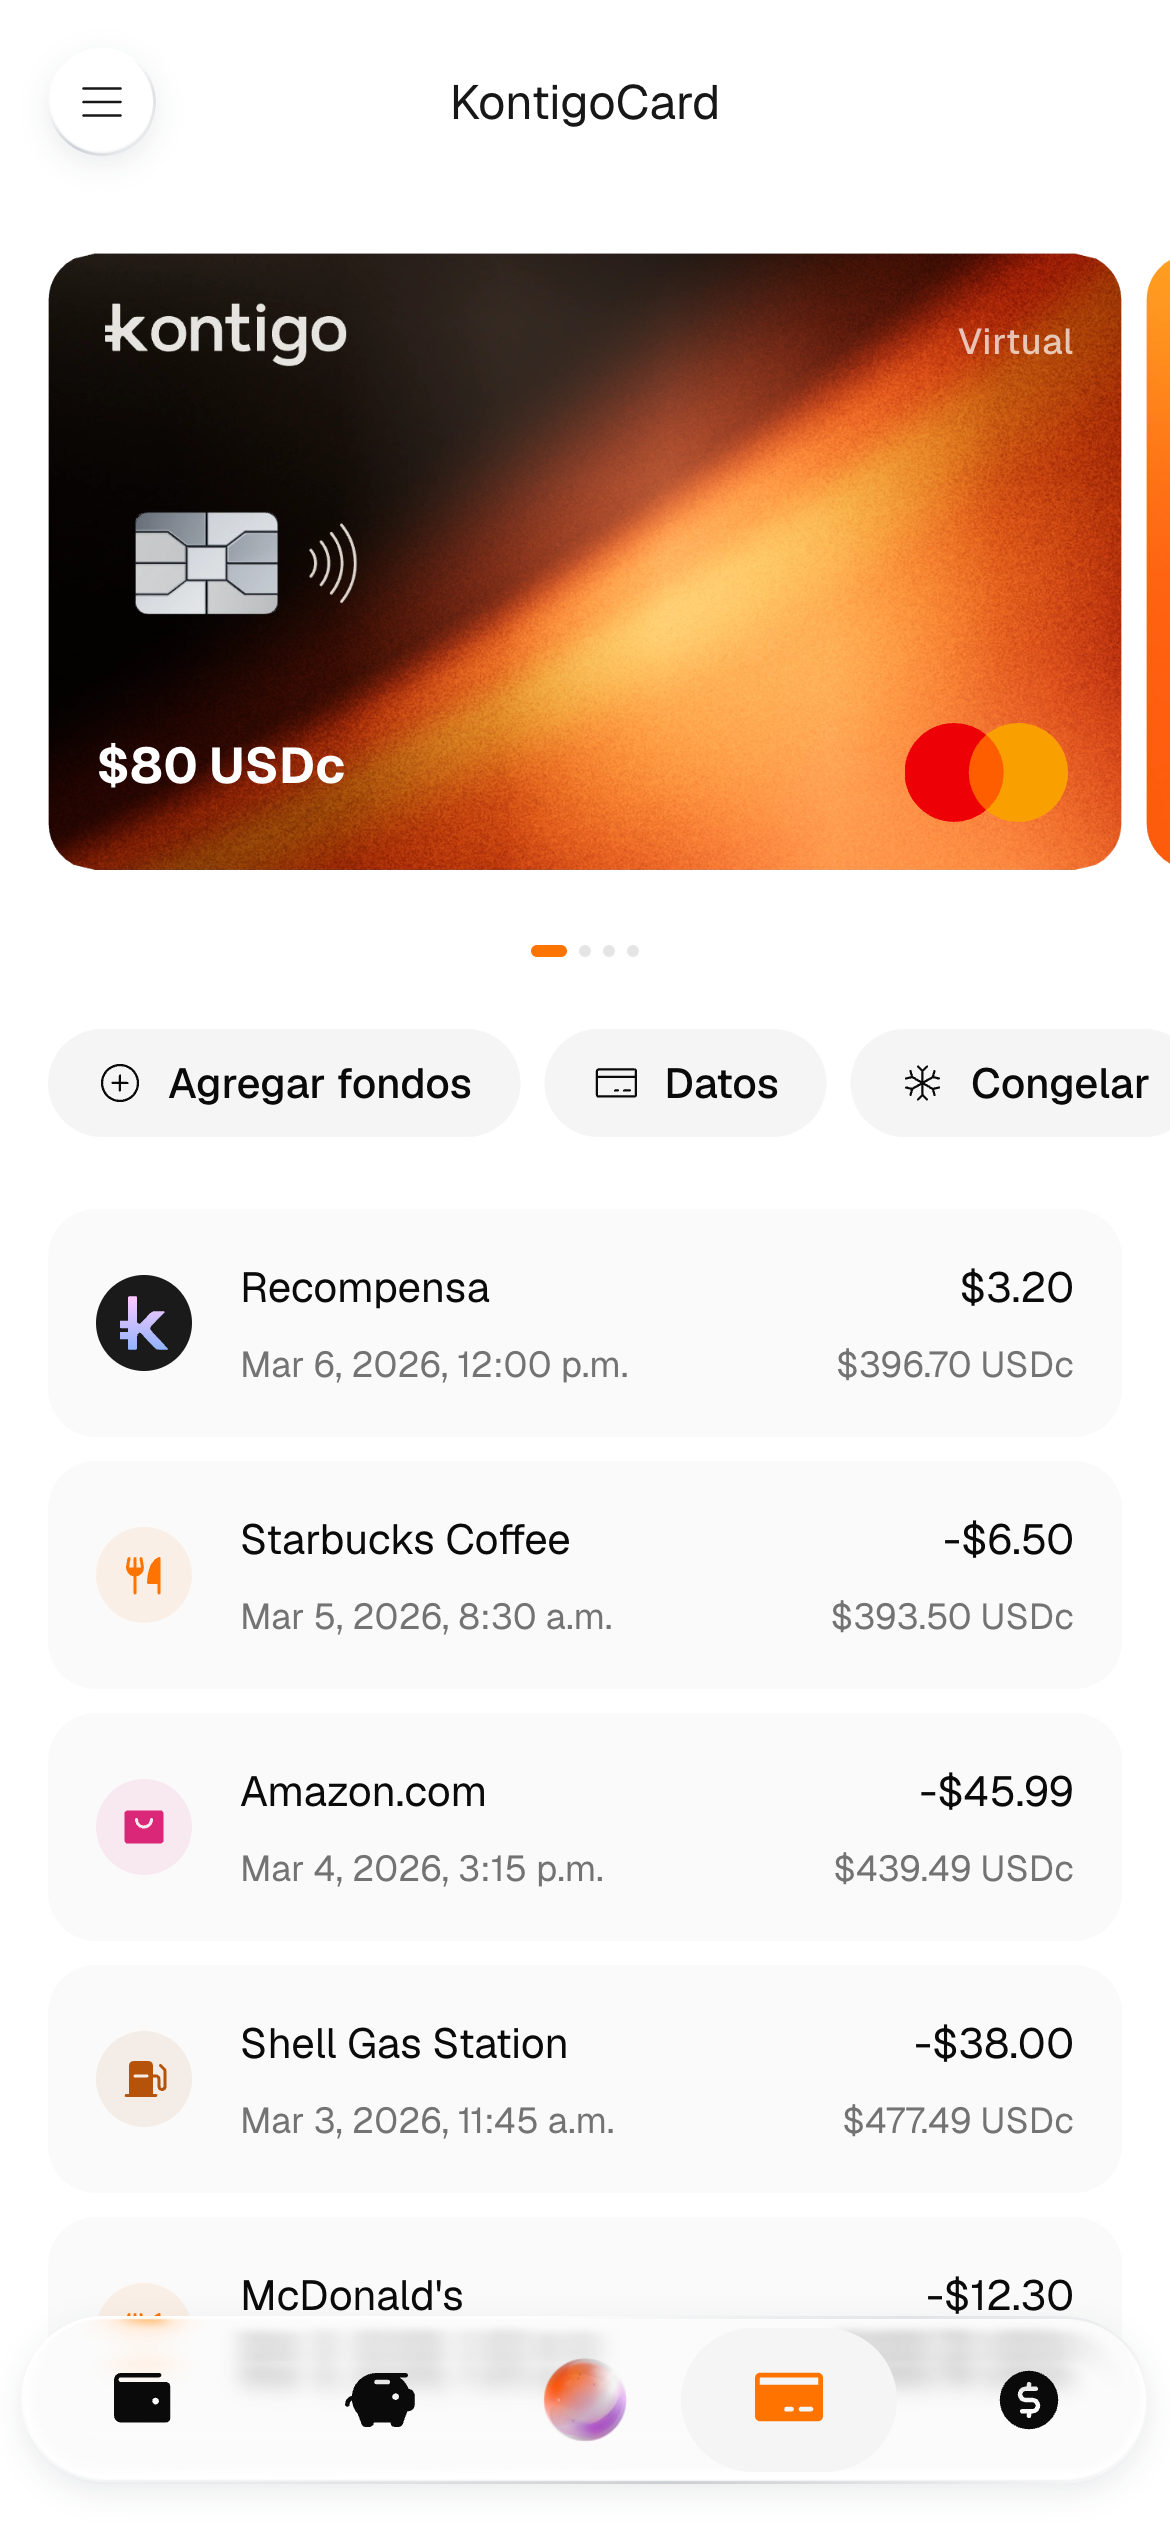 KontigoCard
kontigo
Virtual
$80 USDc
Agregar fondos
Datos
Congelar
Recompensa
$3.20
Mar 6, 2026, 12:00 p.m.
$396.70 USDc
Starbucks Coffee
-$6.50
Mar 5, 2026, 8:30 a.m.
$393.50 USDc
Amazon.com
-$45.99
Mar 4, 2026, 3:15 p.m.
$439.49 USDc
Shell Gas Station
-$38.00
Mar 3, 2026, 11:45 a.m.
$477.49 USDc
McDonald's
-$12.30